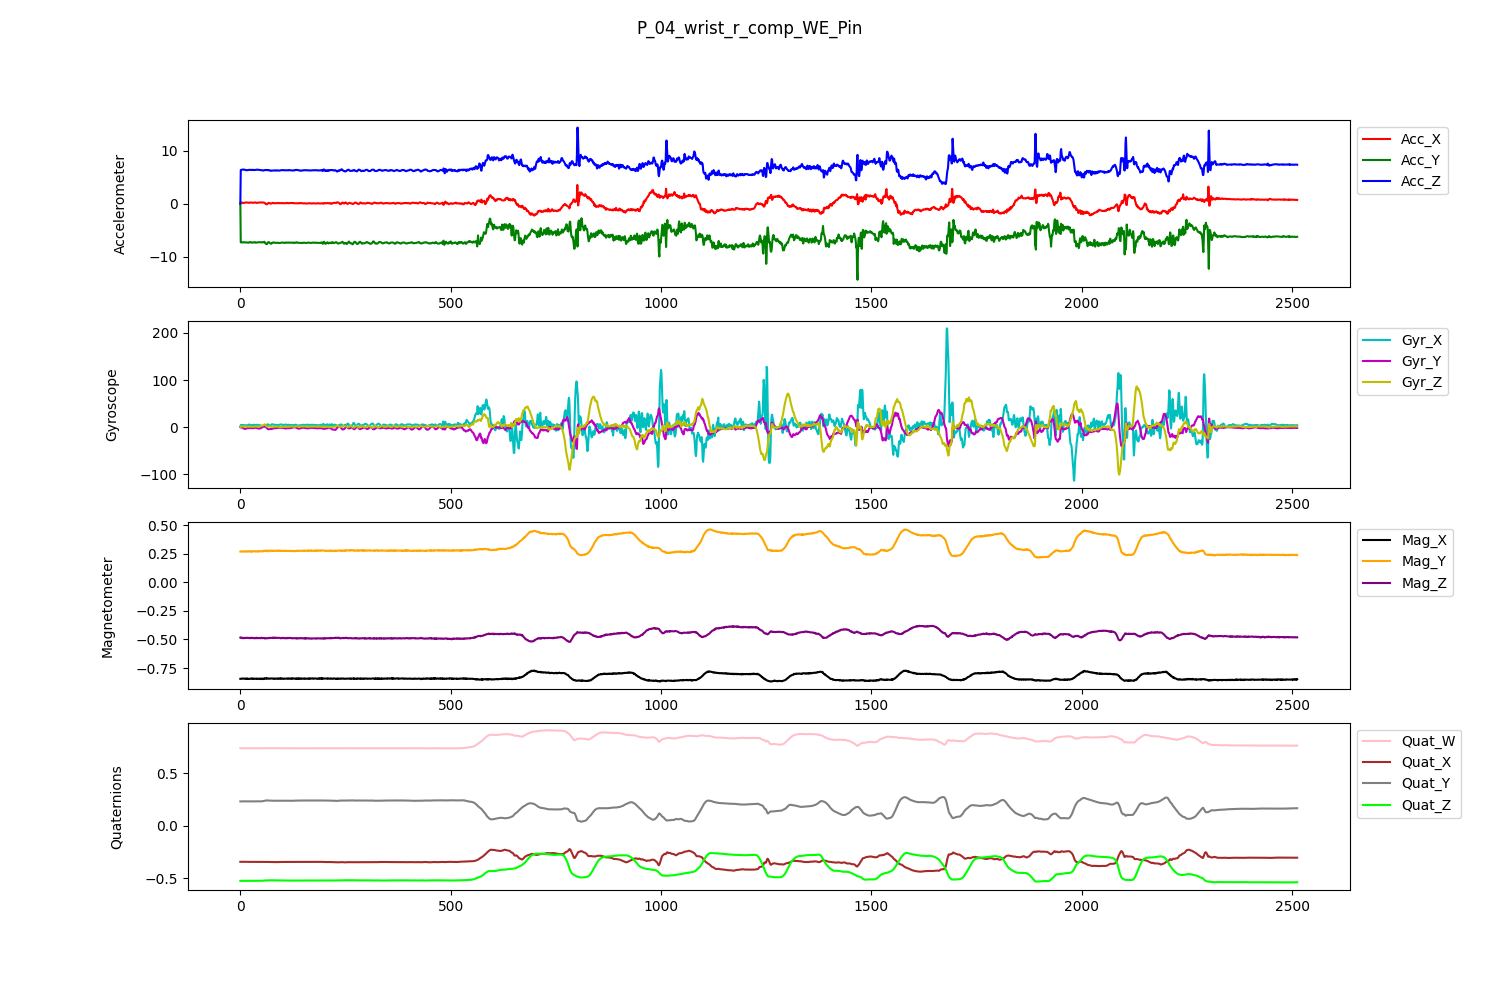 P_04_wrist_r_comp_WE_Pin
Accelerometer
10
0
−10
0 500 1000 1500 2000 2500
Acc_X
Acc_Y
Acc_Z
Gyroscope
200
100
0
−100
0 500 1000 1500 2000 2500
Gyr_X
Gyr_Y
Gyr_Z
Magnetometer
0.50
0.25
0.00
−0.25
−0.50
−0.75
0 500 1000 1500 2000 2500
Mag_X
Mag_Y
Mag_Z
Quaternions
0.5
0.0
−0.5
0 500 1000 1500 2000 2500
Quat_W
Quat_X
Quat_Y
Quat_Z